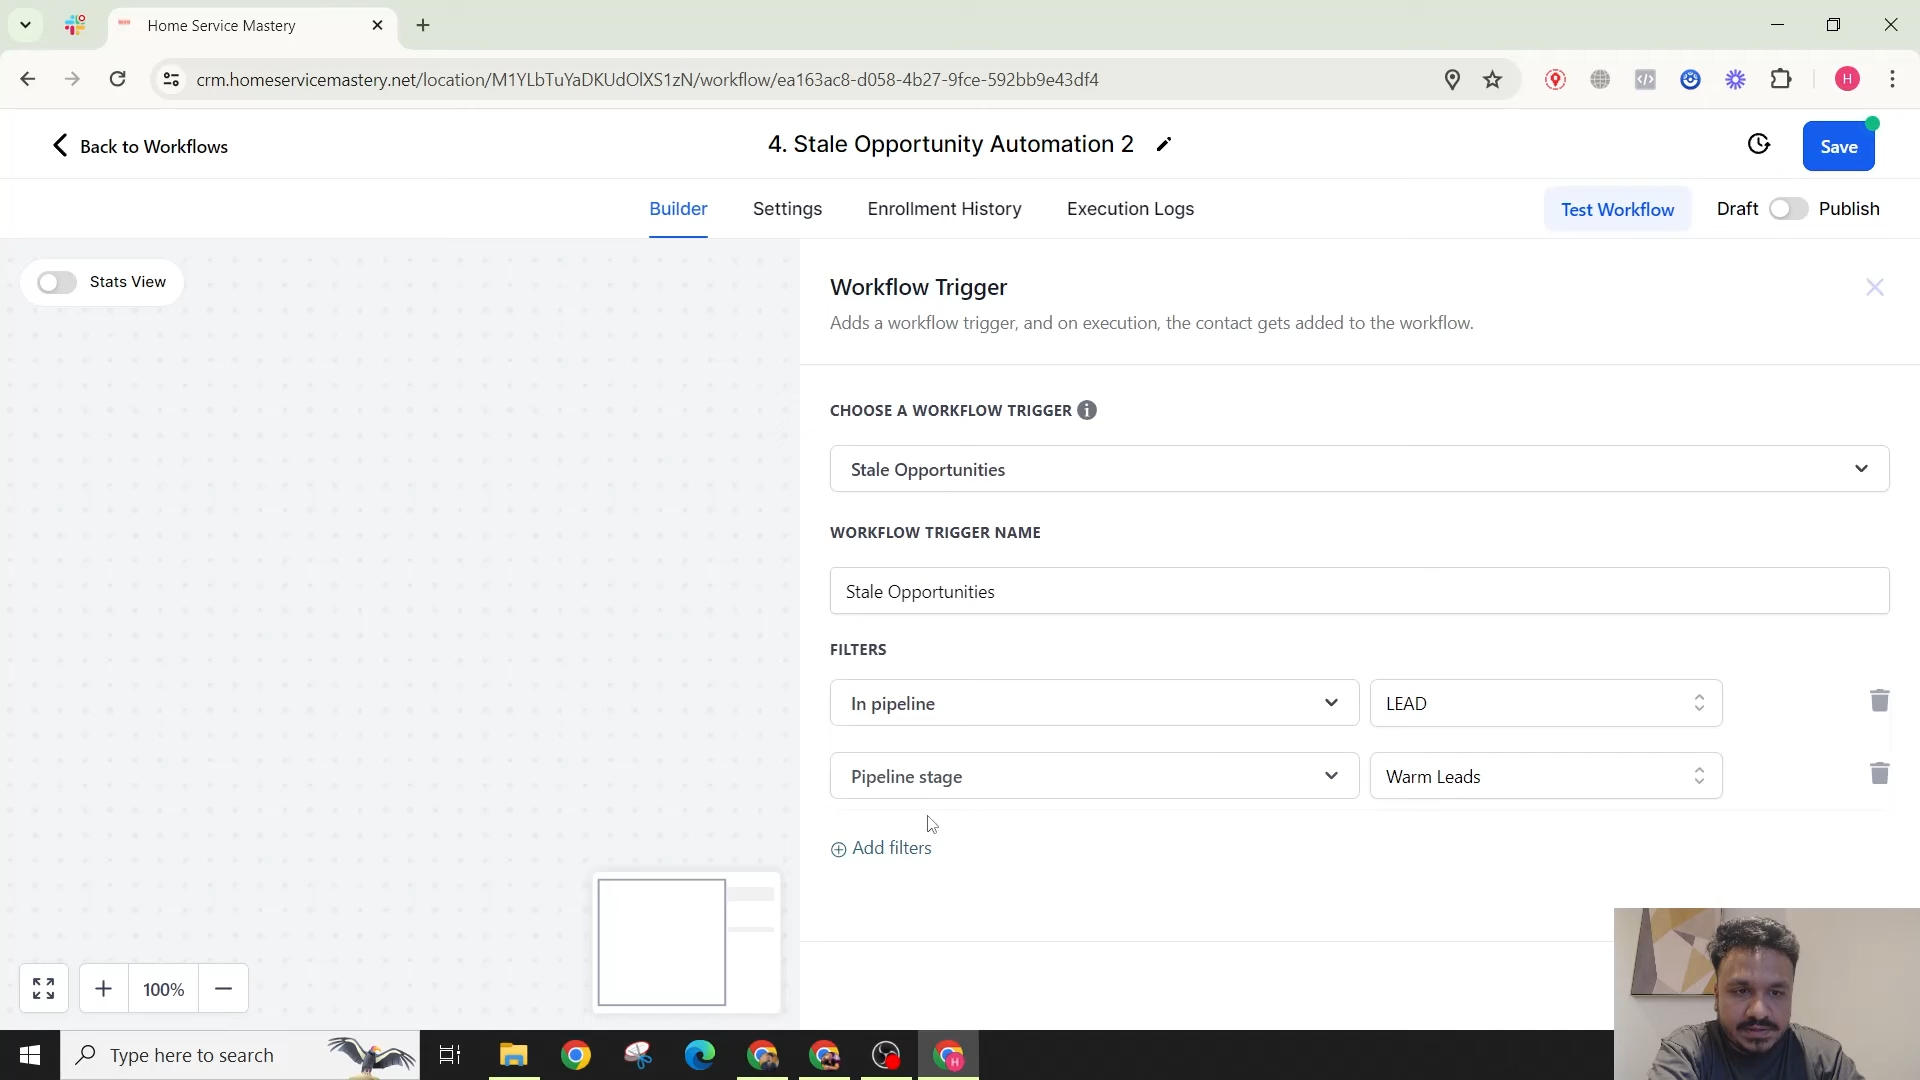 Home Service Mastery
crm.homeservicemastery.net/location/M1YLbTuYaDKUdOlXS1zN/workflow/ea163ac8-d058-4b27-9fce-592bb9e43df4
H
Back to Workflows
4. Stale Opportunity Automation 2
Save
Builder
Settings
Enrollment History
Execution Logs
Test Workflow
Draft
Publish
Stats View
Workflow Trigger
Adds a workflow trigger, and on execution, the contact gets added to the workflow.
CHOOSE A WORKFLOW TRIGGER
Stale Opportunities
WORKFLOW TRIGGER NAME
Stale Opportunities
FILTERS
In pipeline
LEAD
Pipeline stage
Warm Leads
Add filters
100%
Type here to search
H